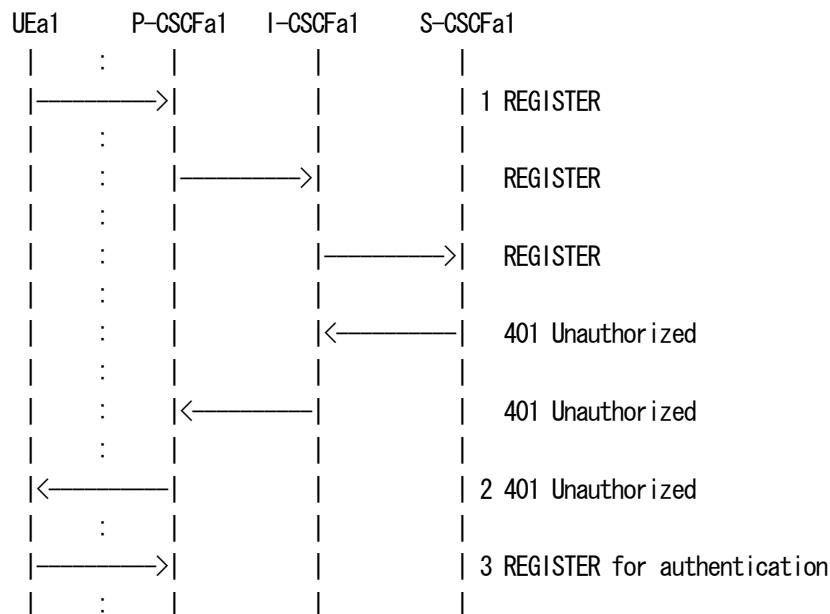 UEa1 P-CSCFa1 I-CSCFa1 S-CSCFa1
| : | | |
|---------->| | | 1 REGISTER
| : | | |
| : |---------->| | REGISTER
| : | | |
| : | |---------->| REGISTER
| : | | |
| : | |<----------| 401 Unauthorized
| : | | |
| : |<----------| | 401 Unauthorized
| : | | |
|<----------| | | 2 401 Unauthorized
| : | | |
|---------->| | | 3 REGISTER for authentication
| : | | |